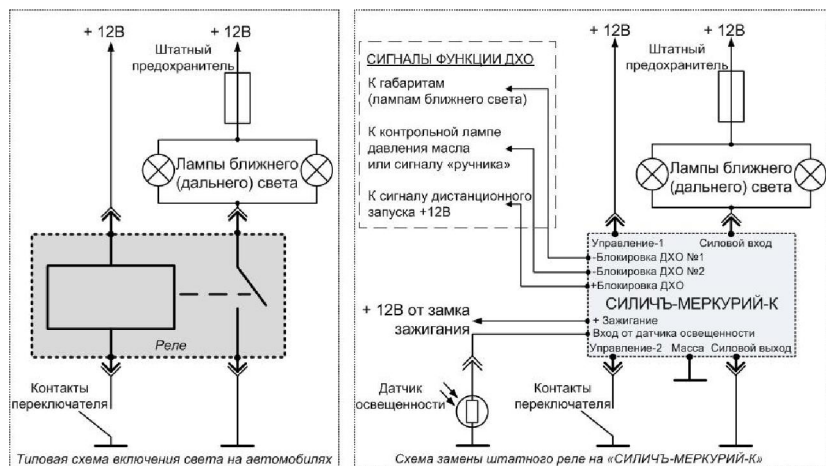 + 12В
+ 12В
Штатный
предохранитель
Лампы ближнего
(дальнего) света
Реле
Контакты
переключателя
Типовая схема включения света на автомобилях
СИГНАЛЫ ФУНКЦИИ ДХО
К габаритам
(лампам ближнего света)
К контрольной лампе
давления масла
или сигналу «ручника»
К сигналу дистанционного
запуска +12В
+ 12В
+ 12В
Штатный
предохранитель
Лампы ближнего
(дальнего) света
Управление-1
Силовой вход
-Блокировка ДХО №1
-Блокировка ДХО №2
+Блокировка ДХО
СИЛИЧЪ-МЕРКУРИЙ-К
+ Зажигание
Вход от датчика освещенности
Управление-2
Масса
Силовой выход
+ 12В от замка
зажигания
Датчик
освещенности
Контакты
переключателя
Схема замены штатного реле на «СИЛИЧЪ-МЕРКУРИЙ-К»